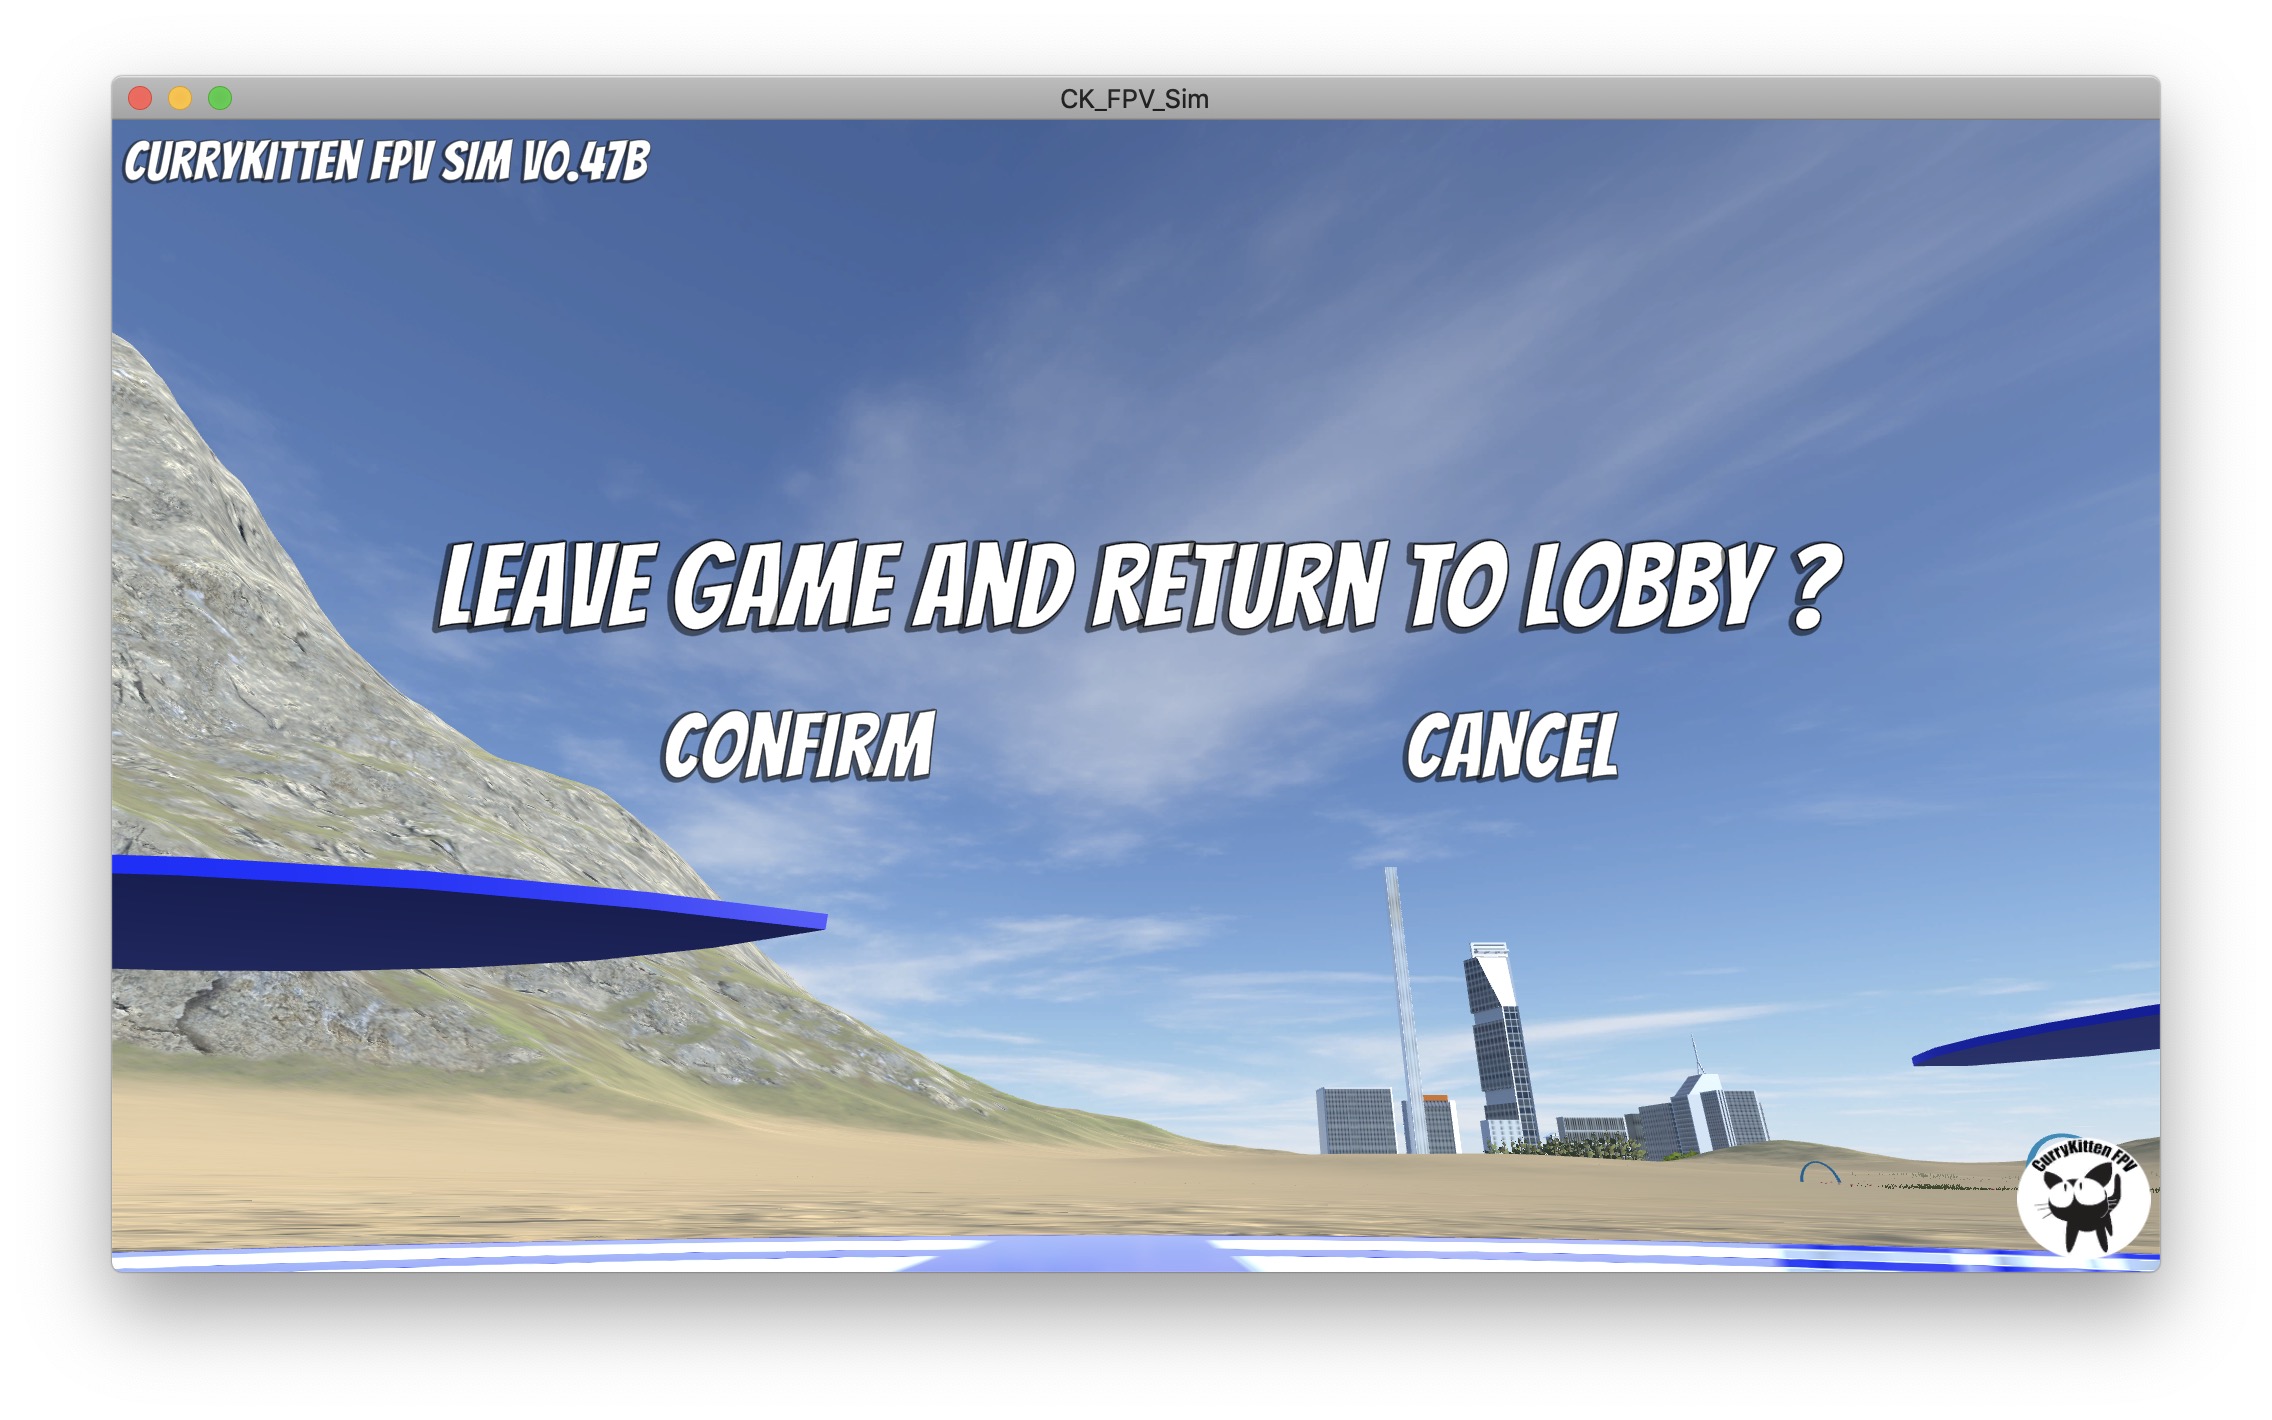 CK_FPV_Sim
CURRYKITTEN FPV SIM V0.47B
LEAVE GAME AND RETURN TO LOBBY ?
CONFIRM CANCEL
CurryKitten FPV